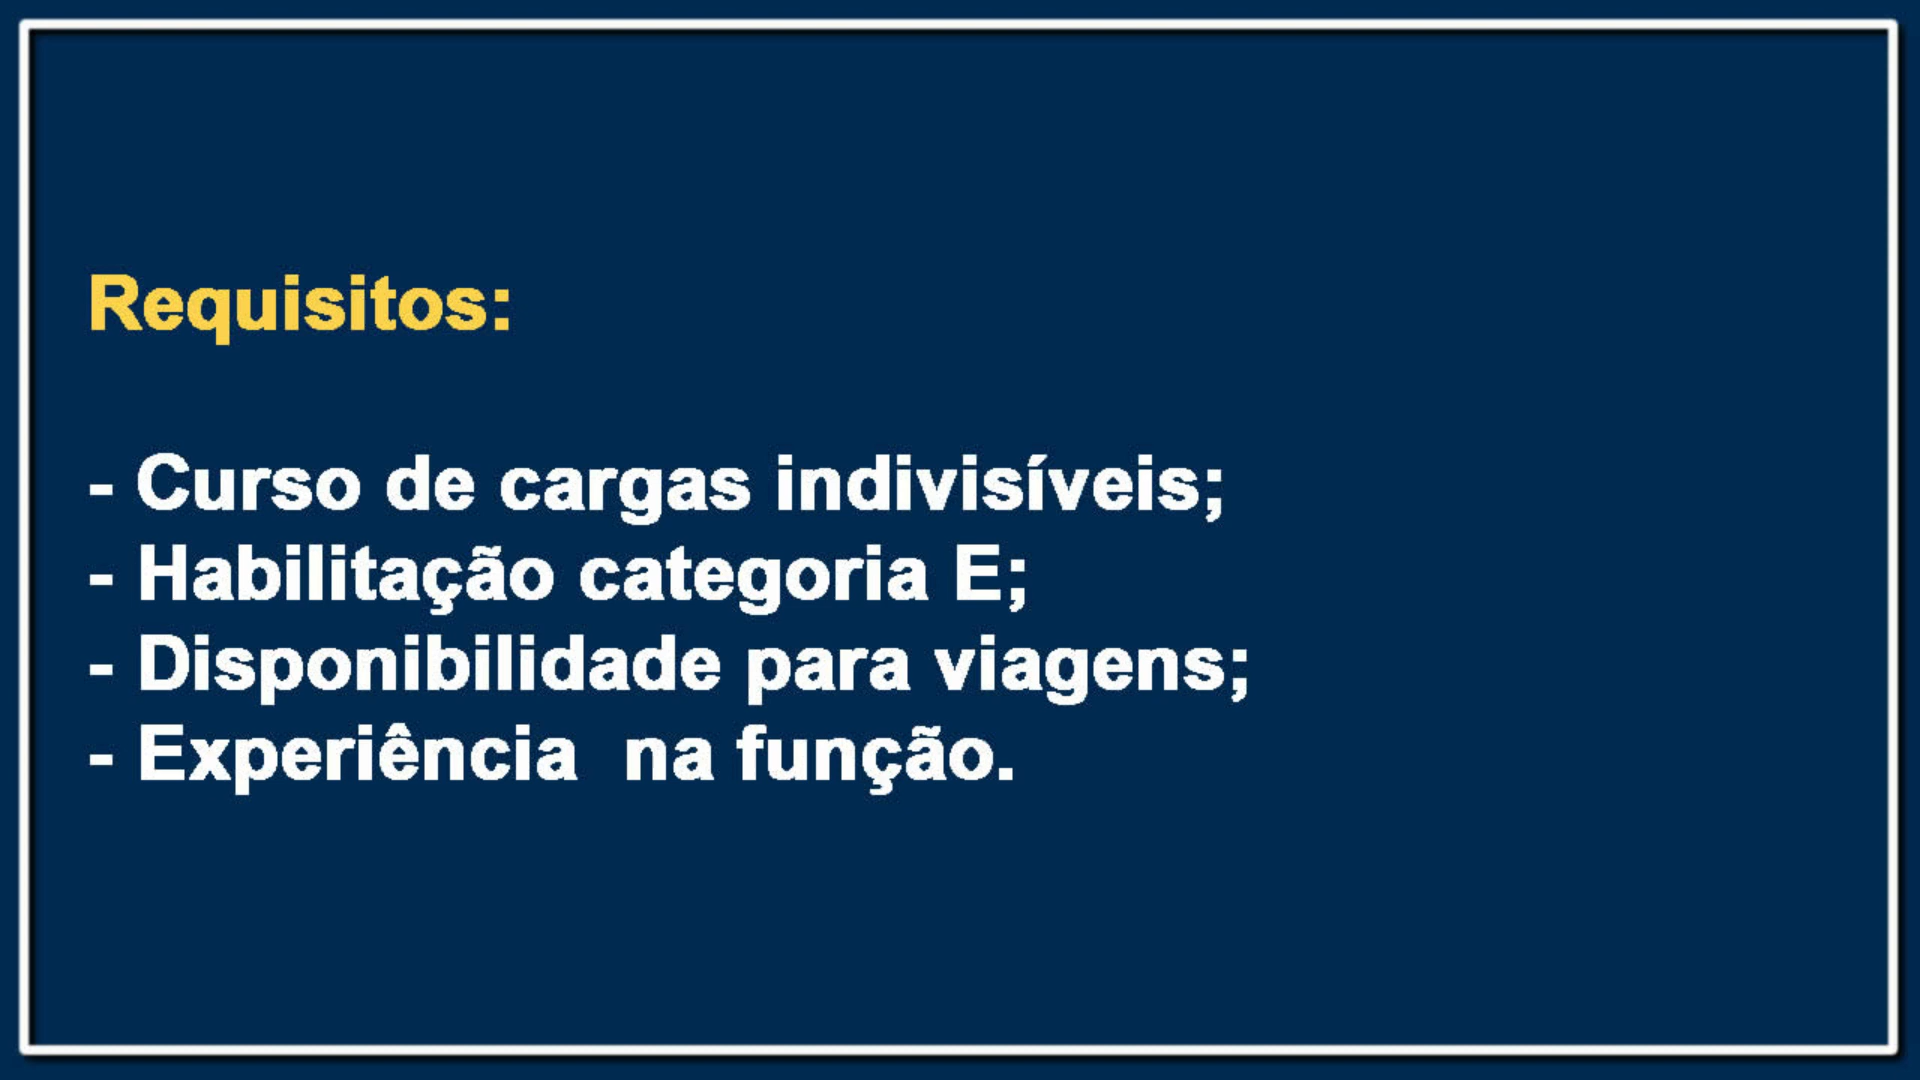 Requisitos:
- Curso de cargas indivisíveis;
- Habilitação categoria E;
- Disponibilidade para viagens;
- Experiência  na função.